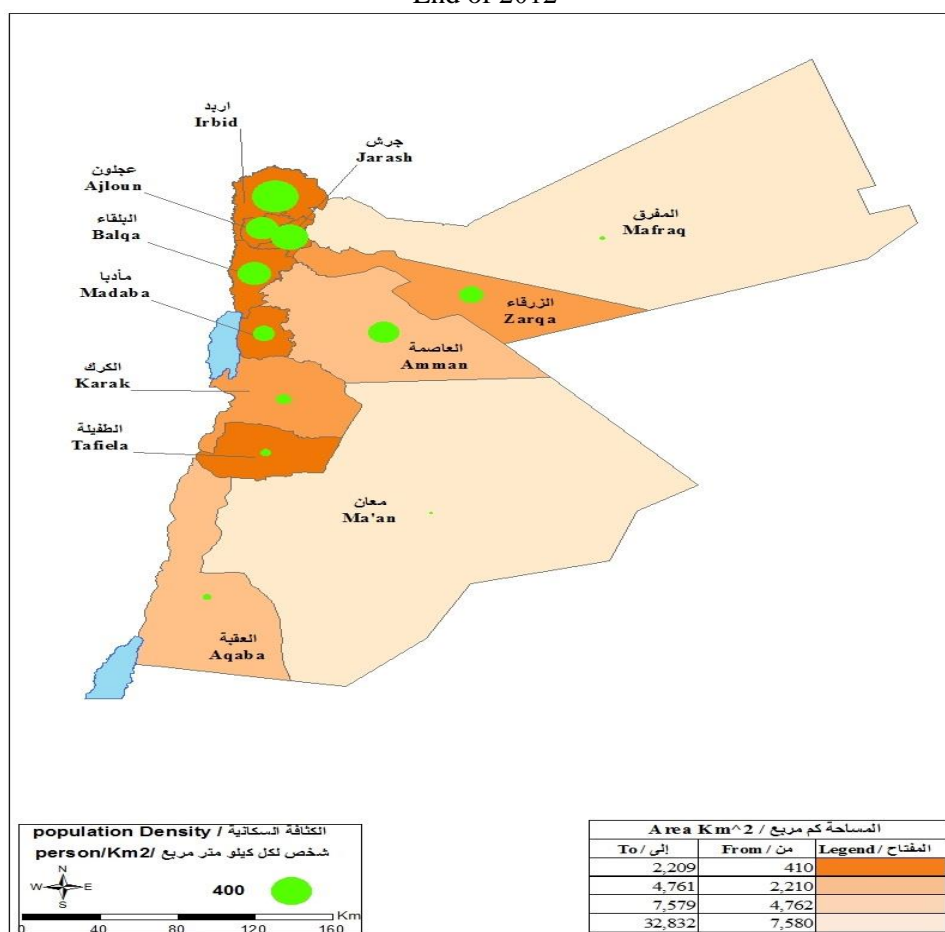 End of 2012
اربد
Irbid
جرش
Jarash
عجلون
Ajloun
البلقاء
Balqa
مأدبا
Madaba
المفرق
Mafraq
الزرقاء
Zarqa
العاصمة
Amman
الكرك
Karak
الطفيلة
Tafiela
معان
Ma'an
العقبة
Aqaba
population Density / الكثافة السكانية
person/Km2/ شخص لكل كيلو متر مربع
N
W E
S
400
Km
0 40 80 120 160
Area Km^2 / المساحة كم مربع
To / إلى From / من Legend / المفتاح
2,209 410
4,761 2,210
7,579 4,762
32,832 7,580